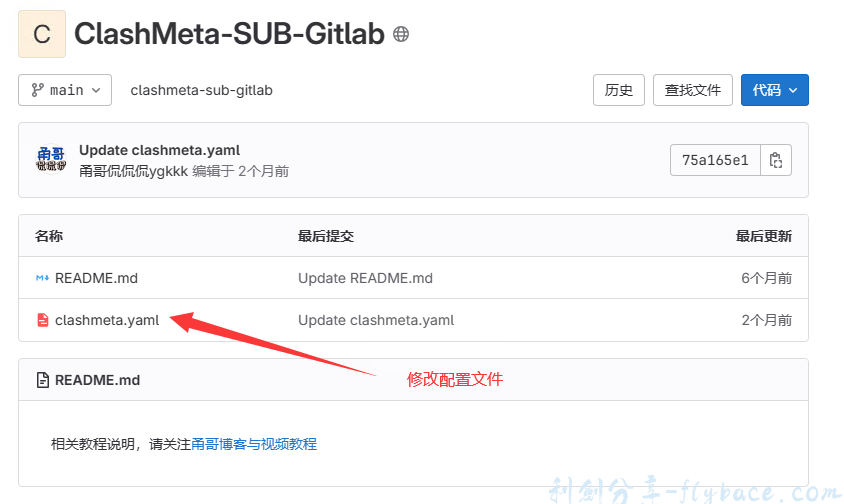 C ClashMeta-SUB-Gitlab
main clashmeta-sub-gitlab 历史 查找文件 代码
甬哥
侃侃侃
Update clashmeta.yaml
甬哥侃侃侃ygkkk 编辑于 2个月前
75a165e1
名称 最后提交 最后更新
README.md Update README.md 6个月前
clashmeta.yaml Update clashmeta.yaml 2个月前
README.md
修改配置文件
相关教程说明，请关注甬哥博客与视频教程
利剑分享-flybace.com